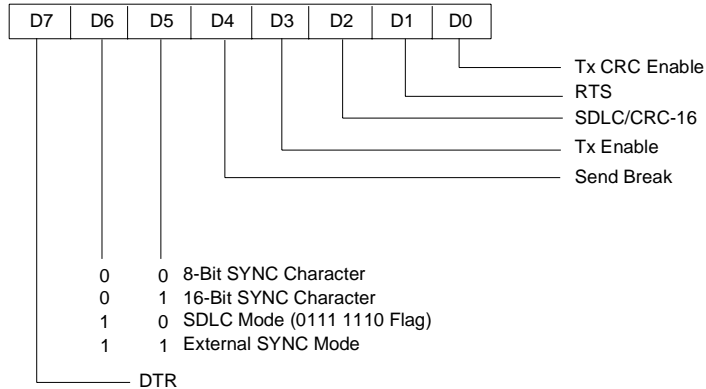 D7 D6 D5 D4 D3 D2 D1 D0
Tx CRC Enable
RTS
SDLC/CRC-16
Tx Enable
Send Break
0 0 8-Bit SYNC Character
0 1 16-Bit SYNC Character
1 0 SDLC Mode (0111 1110 Flag)
1 1 External SYNC Mode
DTR